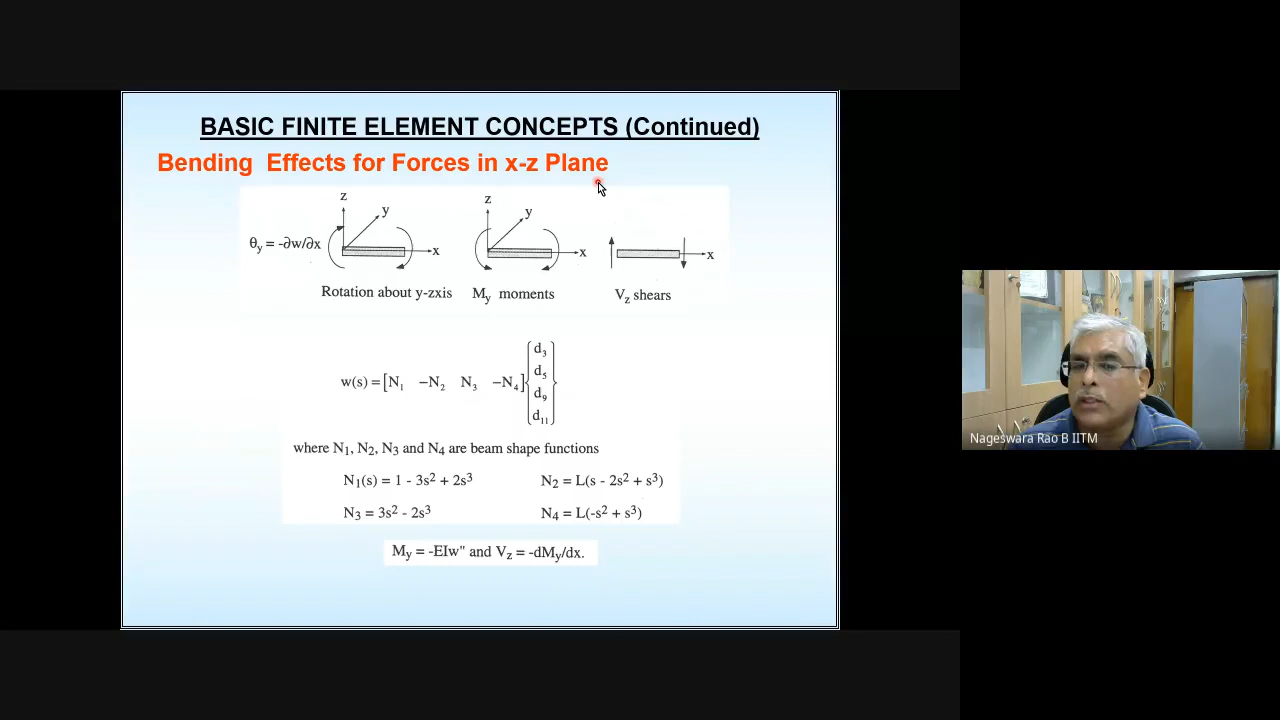 BASIC FINITE ELEMENT CONCEPTS (Continued)
Bending Effects for Forces in x-z Plane
z y x
θy = -∂w/∂x
Rotation about y-zxis
z y x
My moments
x
Vz shears
w(s) = [N1 −N2 N3 −N4] {d3 d5 d9 d11}
where N1, N2, N3 and N4 are beam shape functions
N1(s) = 1 - 3s² + 2s³ N2 = L(s - 2s² + s³)
N3 = 3s² - 2s³ N4 = L(-s² + s³)
My = -EIw" and Vz = -dMy/dx.
Nageswara Rao B IITM